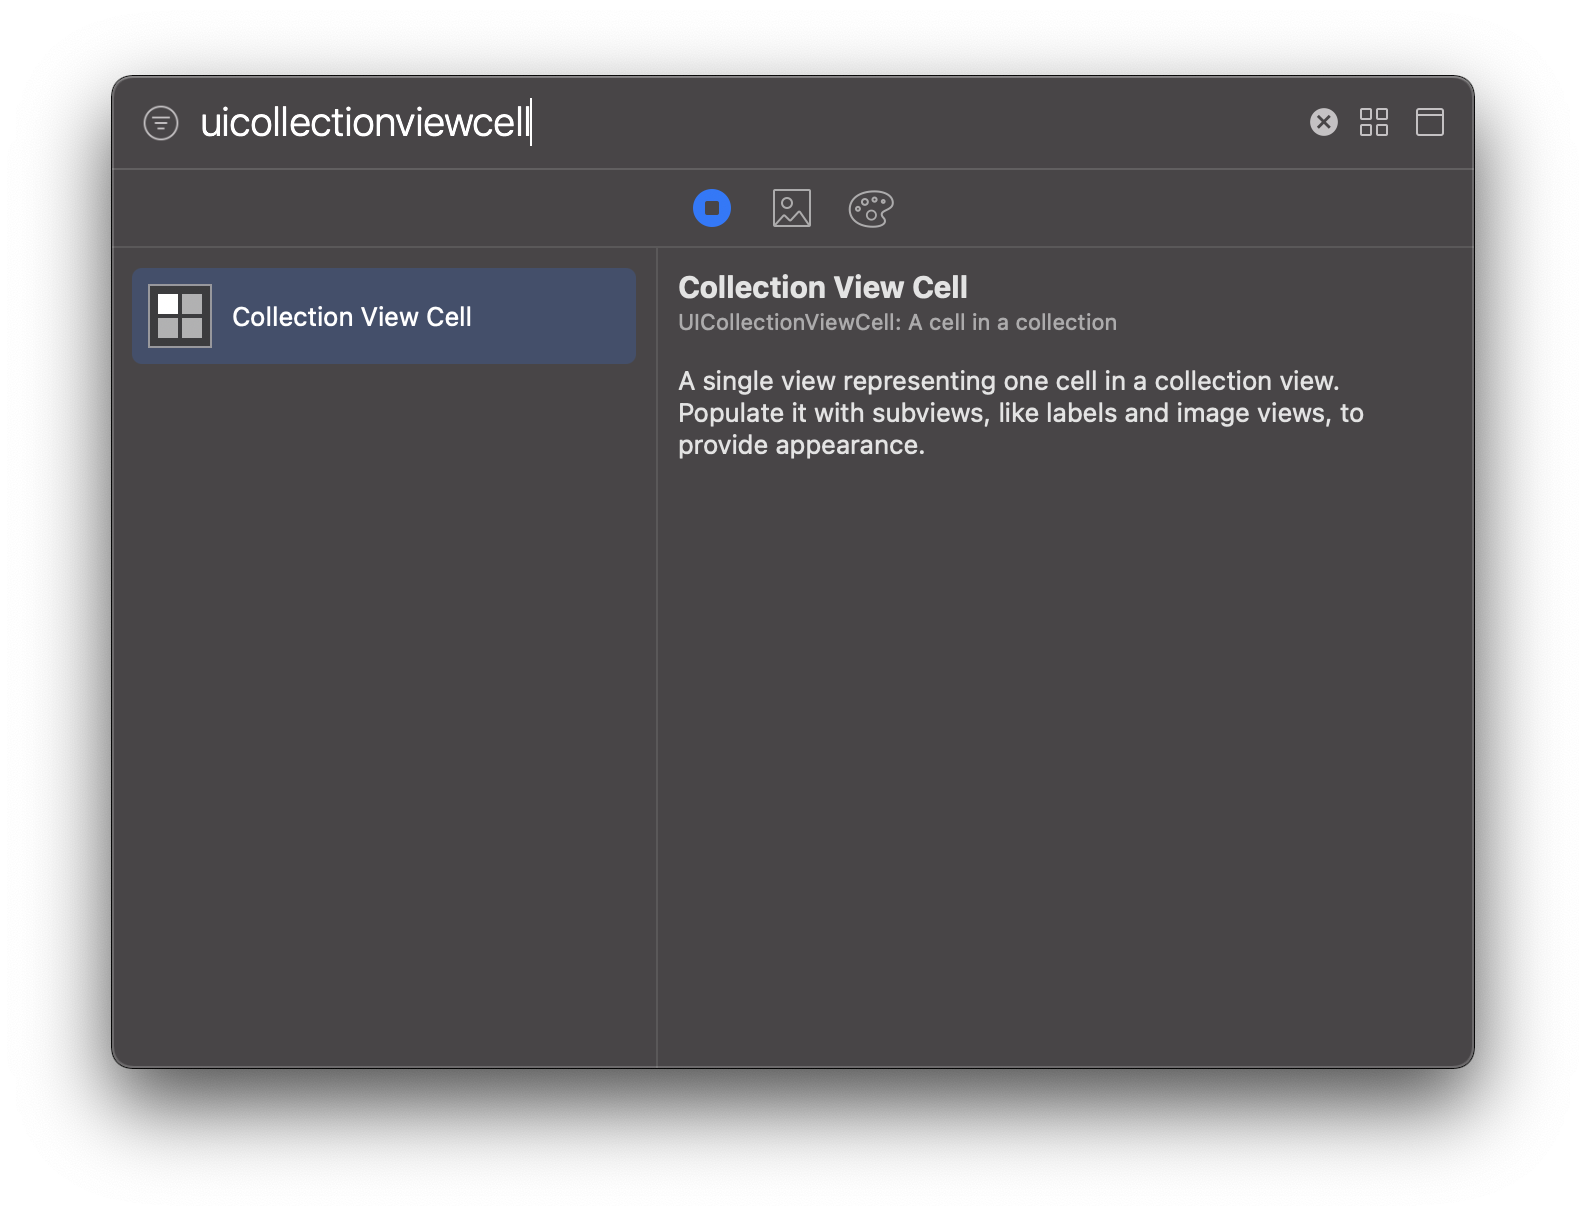 uicollectionviewcell
Collection View Cell
Collection View Cell
UICollectionViewCell: A cell in a collection
A single view representing one cell in a collection view.
Populate it with subviews, like labels and image views, to
provide appearance.